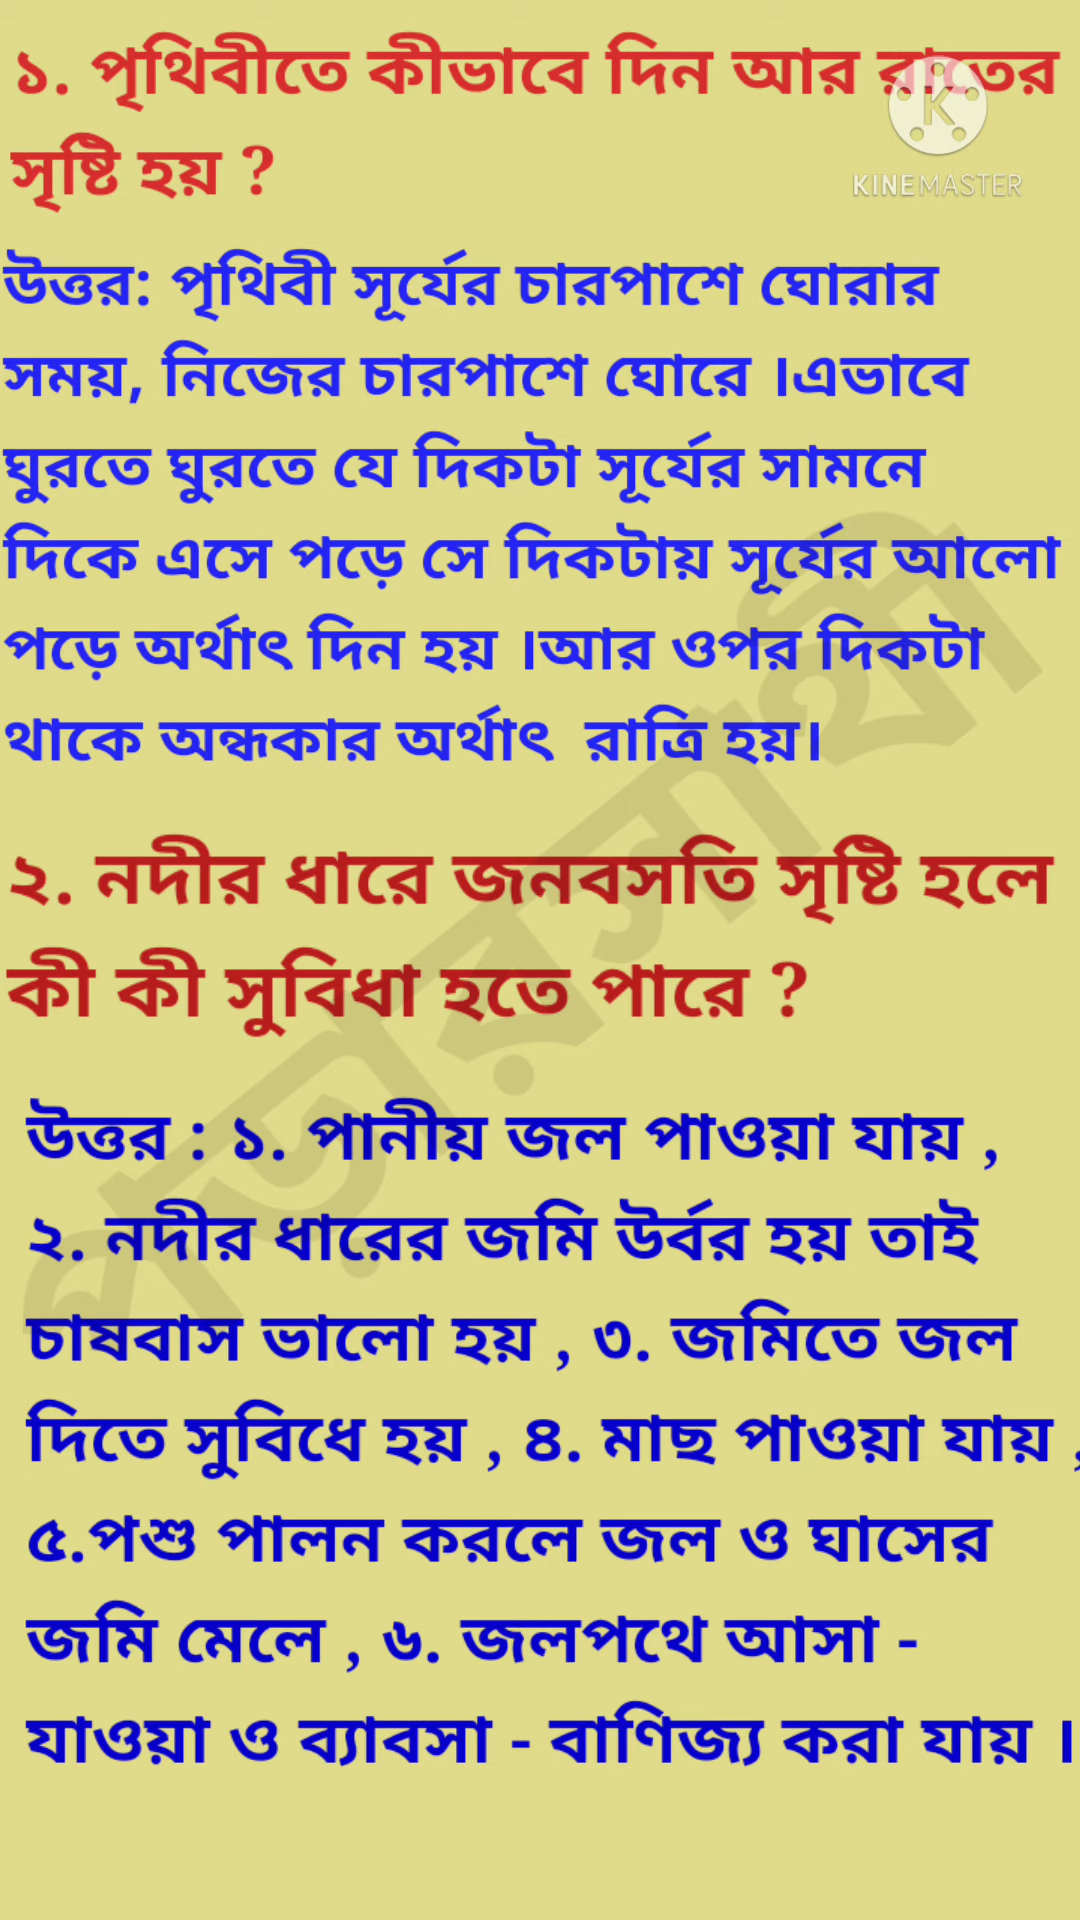 ১. পৃথিবীতে কীভাবে দিন আর রাতের
সৃষ্টি হয় ?
KINEMASTER
উত্তর: পৃথিবী সূর্যের চারপাশে ঘোরার
সময়, নিজের চারপাশে ঘোরে ।এভাবে
ঘুরতে ঘুরতে যে দিকটা সূর্যের সামনে
দিকে এসে পড়ে সে দিকটায় সূর্যের আলো
পড়ে অর্থাৎ দিন হয় ।আর ওপর দিকটা
থাকে অন্ধকার অর্থাৎ রাত্রি হয়।
২. নদীর ধারে জনবসতি সৃষ্টি হলে
কী কী সুবিধা হতে পারে ?
উত্তর : ১. পানীয় জল পাওয়া যায় ,
২. নদীর ধারের জমি উর্বর হয় তাই
চাষবাস ভালো হয় , ৩. জমিতে জল
দিতে সুবিধে হয় , ৪. মাছ পাওয়া যায় ,
৫.পশু পালন করলে জল ও ঘাসের
জমি মেলে , ৬. জলপথে আসা -
যাওয়া ও ব্যাবসা - বাণিজ্য করা যায় ।
পড়ারসাথী